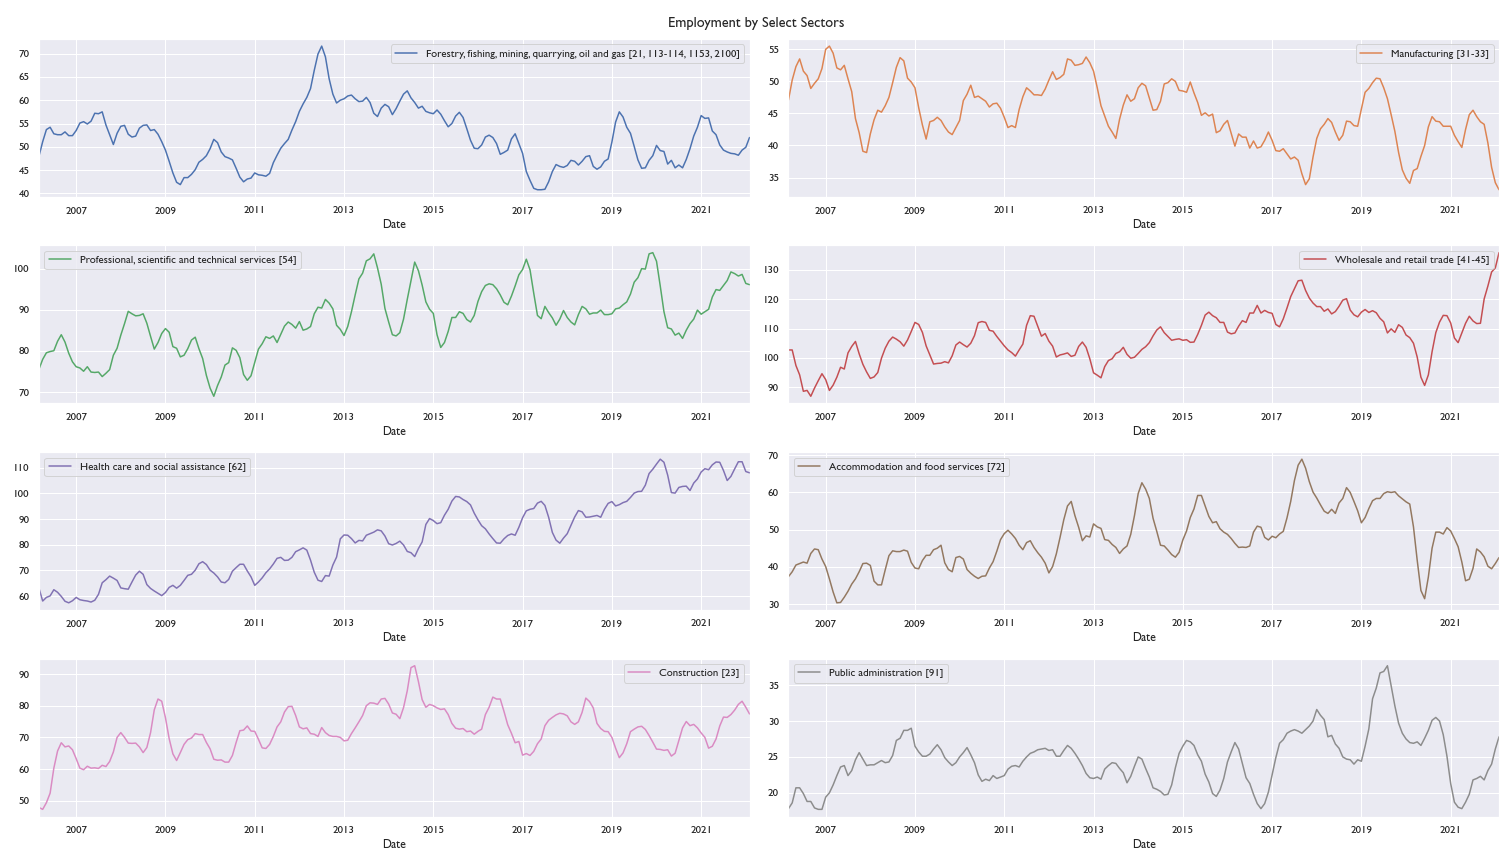 Employment by Select Sectors
Forestry, fishing, mining, quarrying, oil and gas [21, 113-114, 1153, 2100]
70
65
60
55
50
45
40
2007 2009 2011 2013 2015 2017 2019 2021
Date
Manufacturing [31-33]
55
50
45
40
35
2007 2009 2011 2013 2015 2017 2019 2021
Date
Professional, scientific and technical services [54]
100
90
80
70
2007 2009 2011 2013 2015 2017 2019 2021
Date
Wholesale and retail trade [41-45]
130
120
110
100
90
2007 2009 2011 2013 2015 2017 2019 2021
Date
Health care and social assistance [62]
110
100
90
80
70
60
2007 2009 2011 2013 2015 2017 2019 2021
Date
Accommodation and food services [72]
70
60
50
40
30
2007 2009 2011 2013 2015 2017 2019 2021
Date
Construction [23]
90
80
70
60
50
2007 2009 2011 2013 2015 2017 2019 2021
Date
Public administration [91]
35
30
25
20
2007 2009 2011 2013 2015 2017 2019 2021
Date